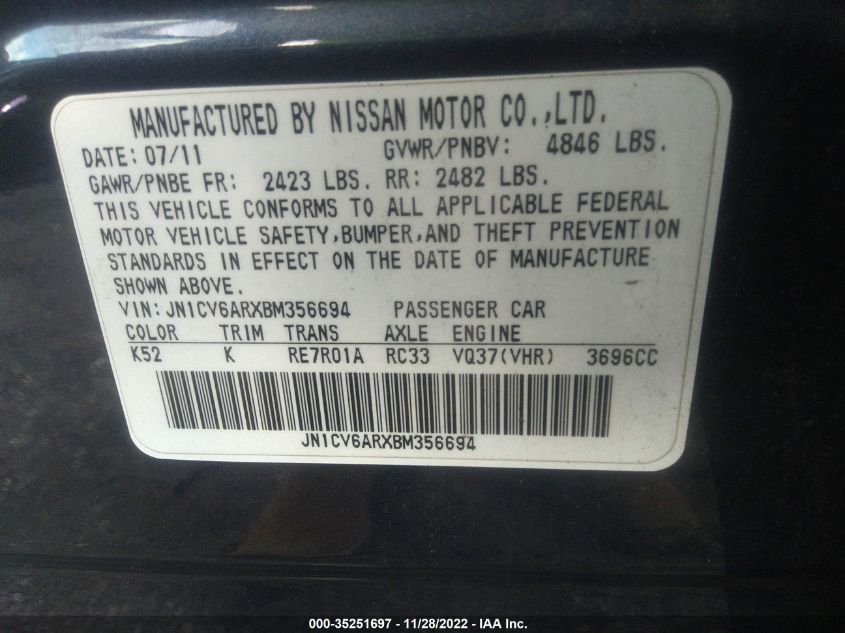 MANUFACTURED BY NISSAN MOTOR CO.,LTD.
DATE: 07/11 GVWR/PNBV: 4846 LBS.
GAWR/PNBE FR: 2423 LBS. RR: 2482 LBS.
THIS VEHICLE CONFORMS TO ALL APPLICABLE FEDERAL
MOTOR VEHICLE SAFETY,BUMPER,AND THEFT PREVENTION
STANDARDS IN EFFECT ON THE DATE OF MANUFACTURE
SHOWN ABOVE.
VIN: JN1CV6ARXBM356694 PASSENGER CAR
COLOR TRIM TRANS AXLE ENGINE
K52 K RE7R01A RC33 VQ37(VHR) 3696CC
JN1CV6ARXBM356694
000-35251697 - 11/28/2022 - IAA Inc.